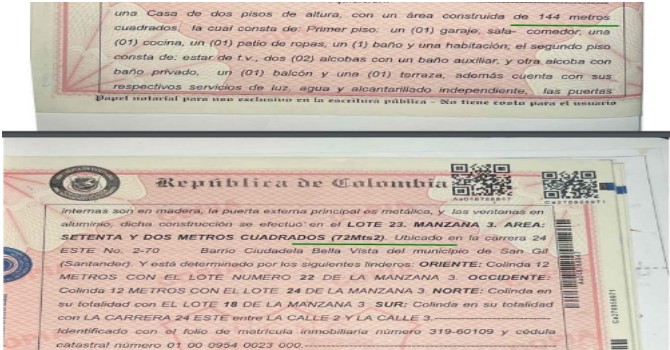 una Casa de dos pisos de altura, con un área construida de 144 metros
cuadrados, la cual consta de: Primer piso: un (01) garaje, sala- comedor, una
(01) cocina, un (01) patio de ropas, un (1) baño y una habitación; el segundo piso
consta de: estar de t.v., dos (02) alcobas con un baño auxiliar, y otra alcoba con
baño privado, un (01) balcón y una (01) terraza, además cuenta con sus
respectivos servicios de luz, agua y alcantarillado independiente, las puertas
Papel notarial para uso exclusivo en la escritura pública - No tiene costo para el usuario
República de Colombia
internas son en madera, la puerta externa principal es metálica, y las ventanas en
aluminio, dicha construcción se efectuó en el LOTE 23. MANZANA 3. AREA:
SETENTA Y DOS METROS CUADRADOS (72Mts2). Ubicado en la carrera 24
ESTE No. 2-70 Barrio Ciudadela Bella Vista del municipio de San Gil
(Santander). Y está determinado por los siguientes linderos: ORIENTE: Colinda 12
METROS CON EL LOTE NUMERO 22 DE LA MANZANA 3. OCCIDENTE:
Colinda 12 METROS CON EL LOTE 24 DE LA MANZANA 3. NORTE: Colinda en
su totalidad CON EL LOTE 18 DE LA MANZANA 3 SUR: Colinda en su totalidad
con LA CARRERA 24 ESTE entre LA CALLE 2 Y LA CALLE 3.
Identificado con el folio de matrícula inmobiliaria número 319-60109 y cédula
catastral número 01 00 0954 0023 000.